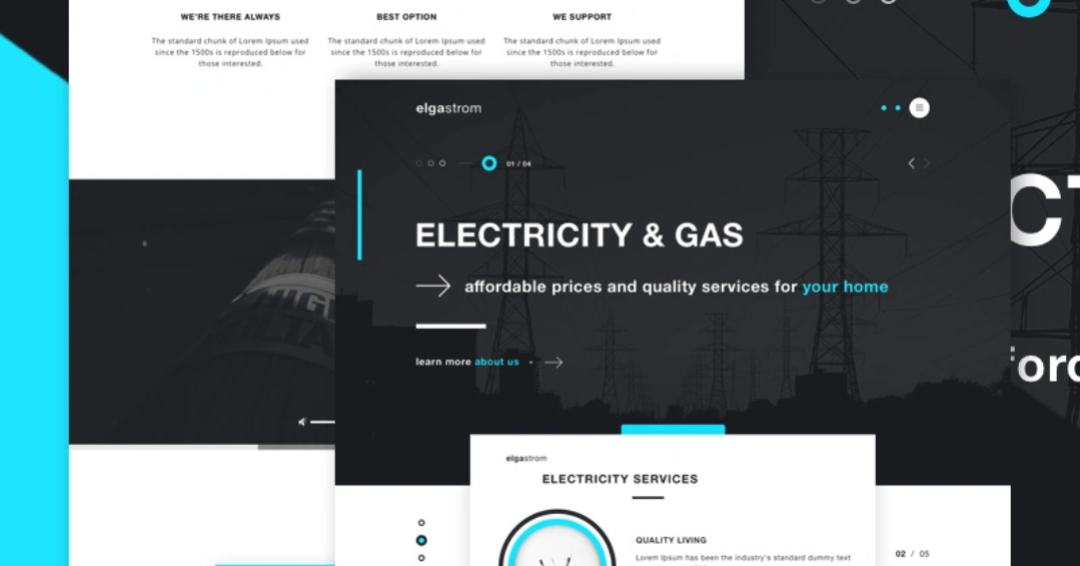 WE'RE THERE ALWAYS
The standard chunk of Lorem Ipsum used
since the 1500s is reproduced below for
those interested.
BEST OPTION
The standard chunk of Lorem Ipsum used
since the 1500s is reproduced below for
those interested.
WE SUPPORT
The standard chunk of Lorem Ipsum used
since the 1500s is reproduced below for
those interested.
elgastrom
01 / 04
ELECTRICITY & GAS
affordable prices and quality services for your home
learn more about us
HIG
elgastrom
ELECTRICITY SERVICES
QUALITY LIVING
Lorem Ipsum has been the industry's standard dummy text
02 / 05
CT
ord